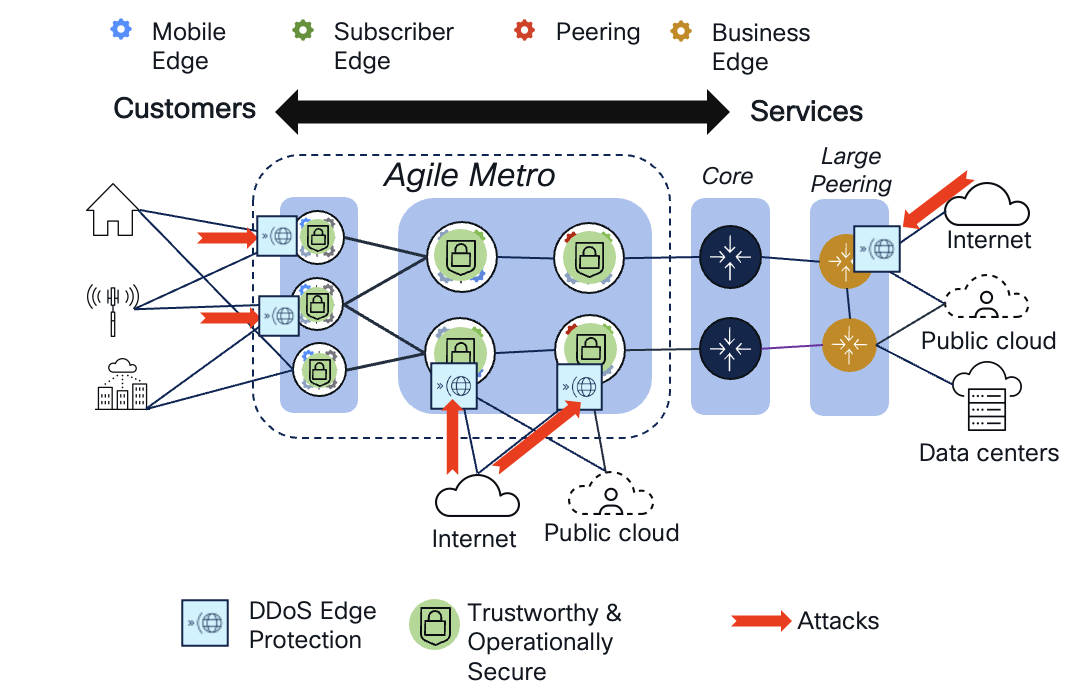 Mobile
Edge
Subscriber
Edge
Peering
Business
Edge
Customers
Services
Agile Metro
Core
Large
Peering
Internet
Public cloud
Data centers
Internet
Public cloud
DDoS Edge
Protection
Trustworthy &
Operationally
Secure
Attacks